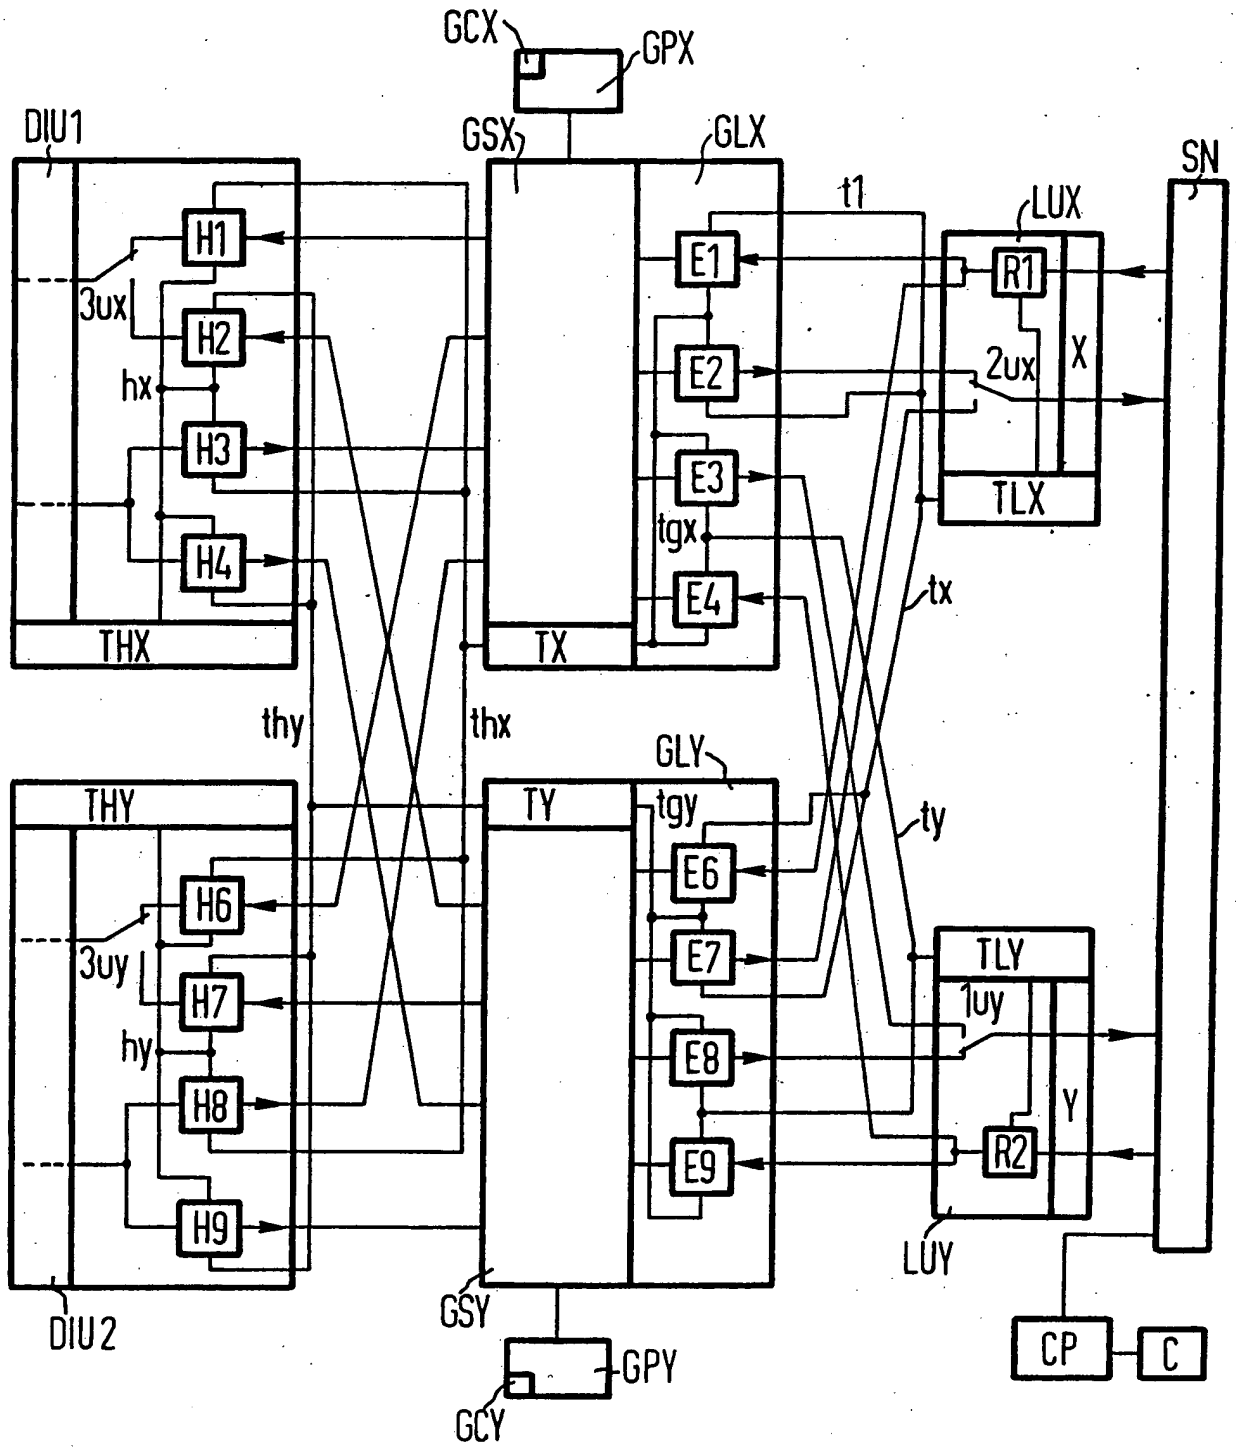 GCX
GPX
DIU1
GSX
GLX
SN
t1
LUX
H1
E1
R1
3ux
H2
E2
2ux
X
hx
H3
E3
TLX
tgx
H4
E4
tx
THX
TX
thy
thx
GLY
THY
TY
tgy
ty
H6
E6
3uy
E7
TLY
H7
1uy
hy
E8
H8
Y
E9
R2
H9
LUY
GSY
DIU2
CP
C
GPY
GCY